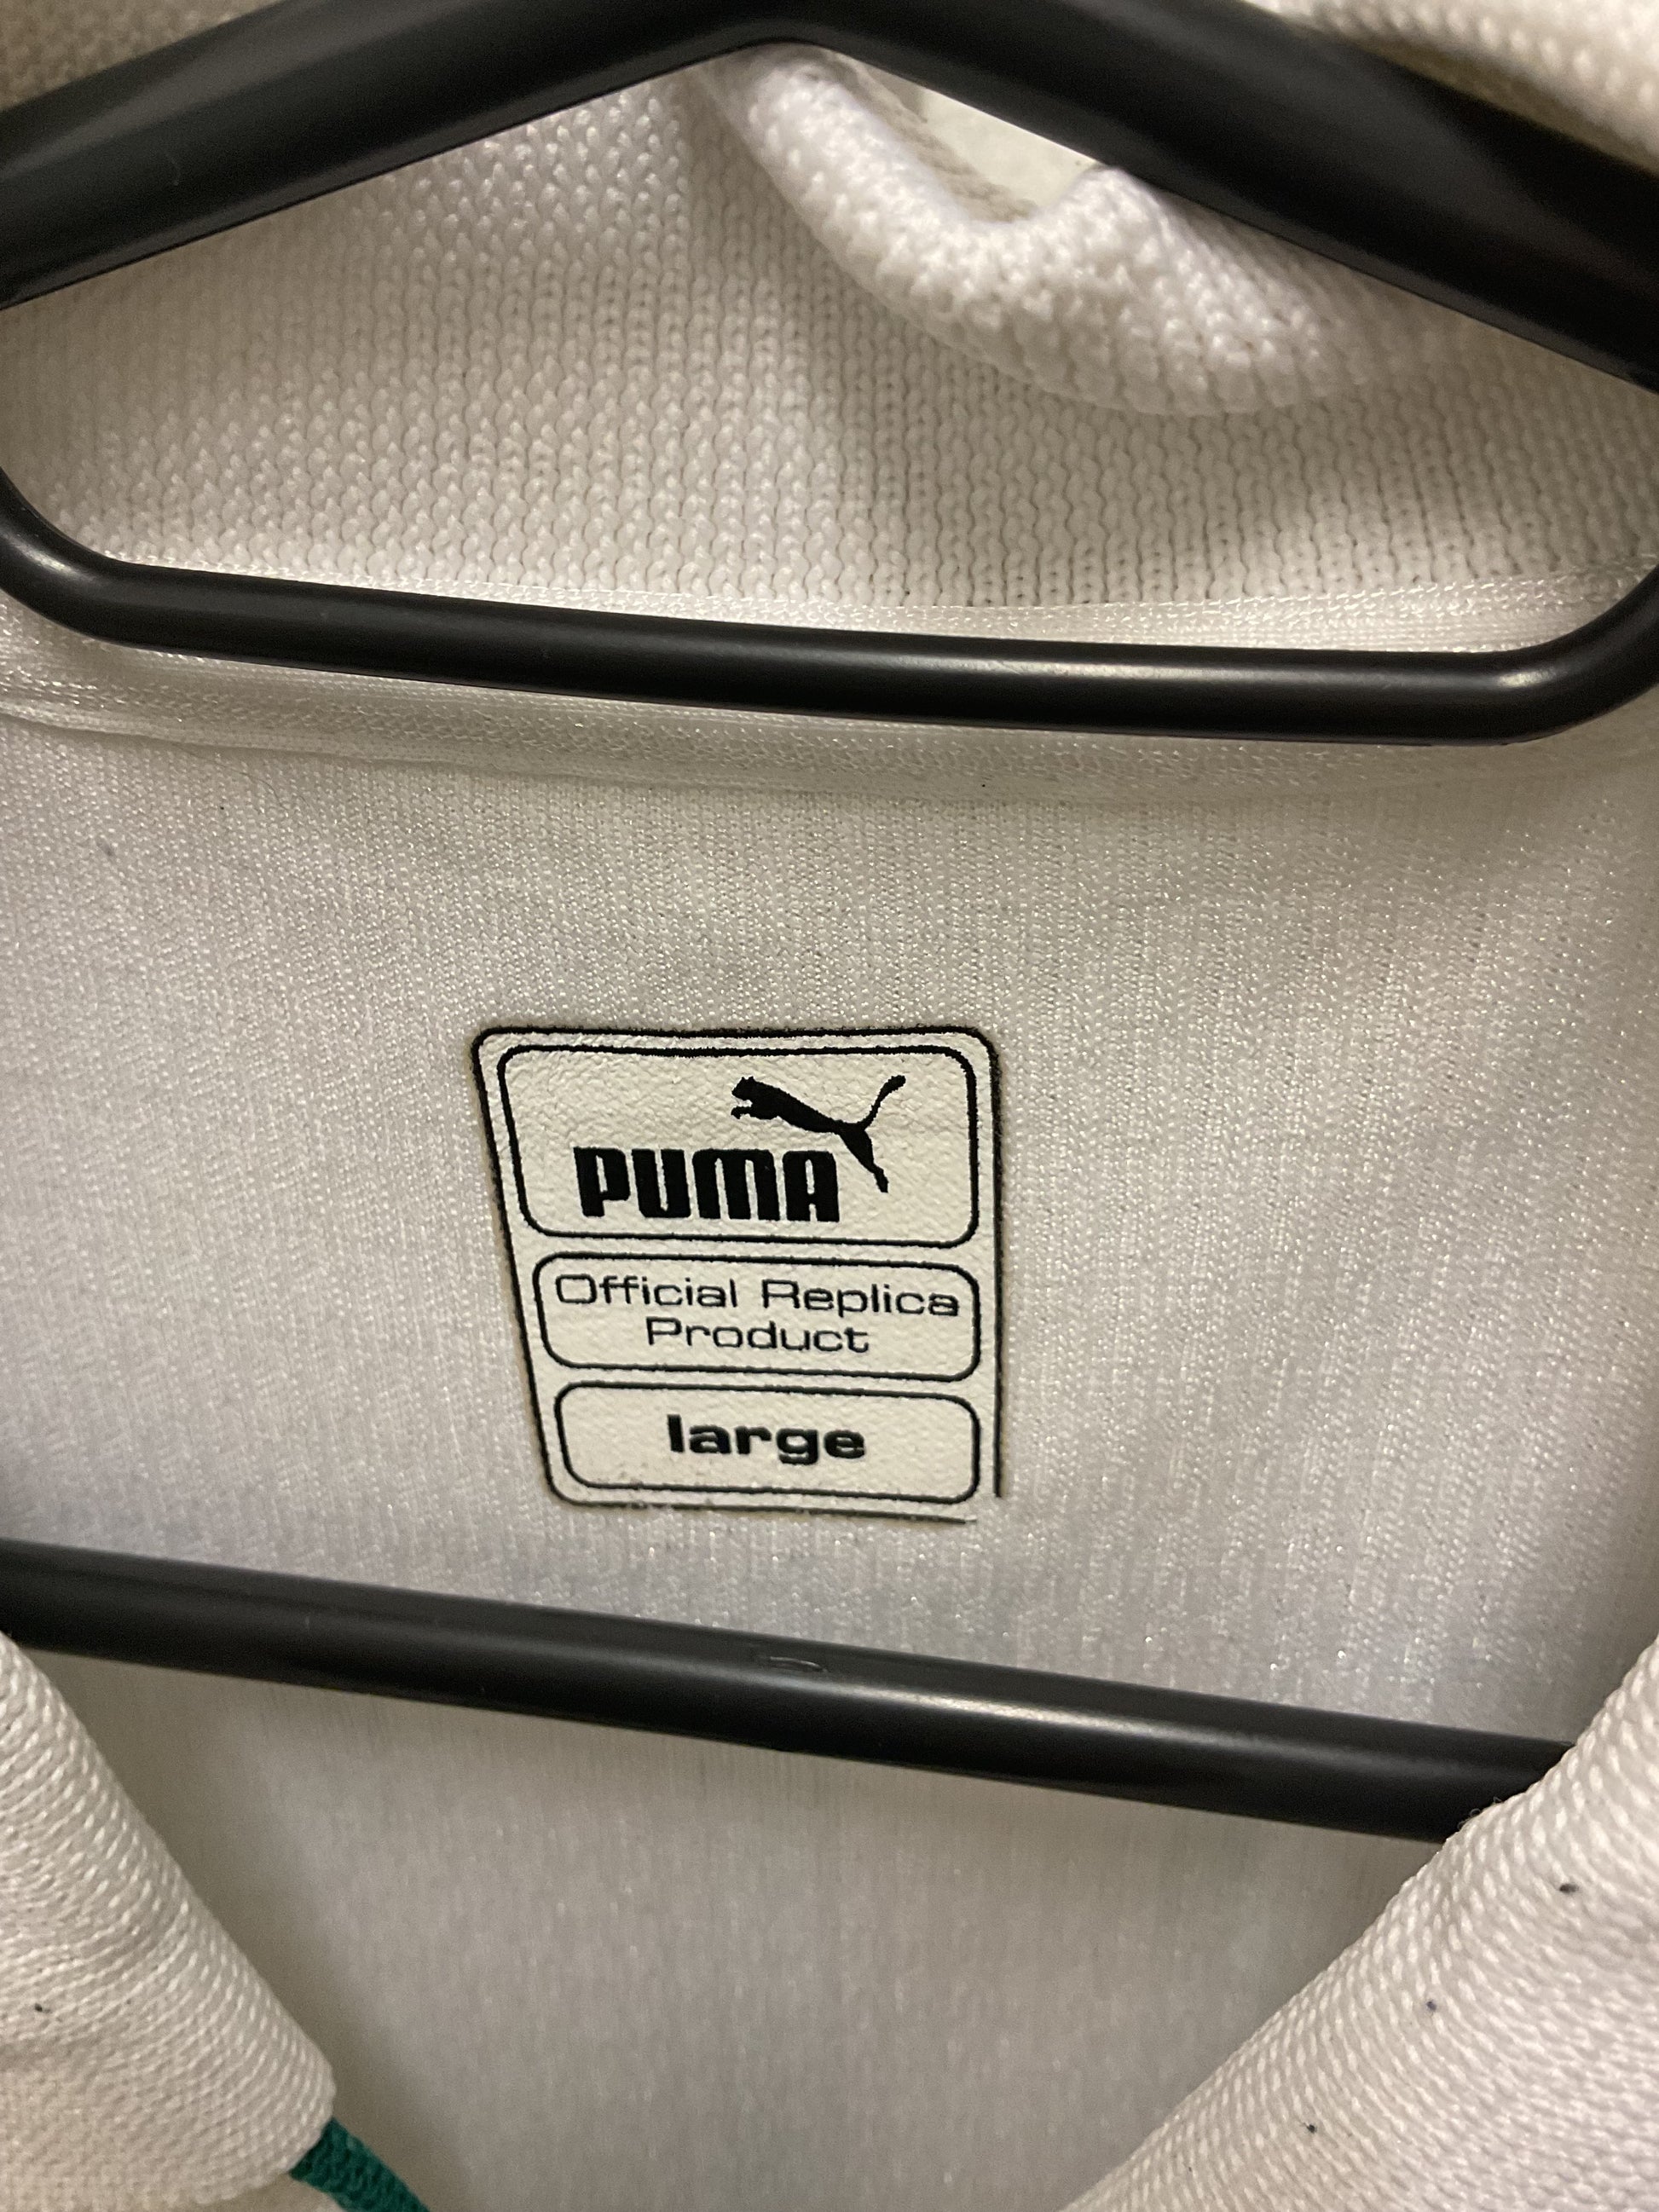 PUMA
Official Replica
Product
large